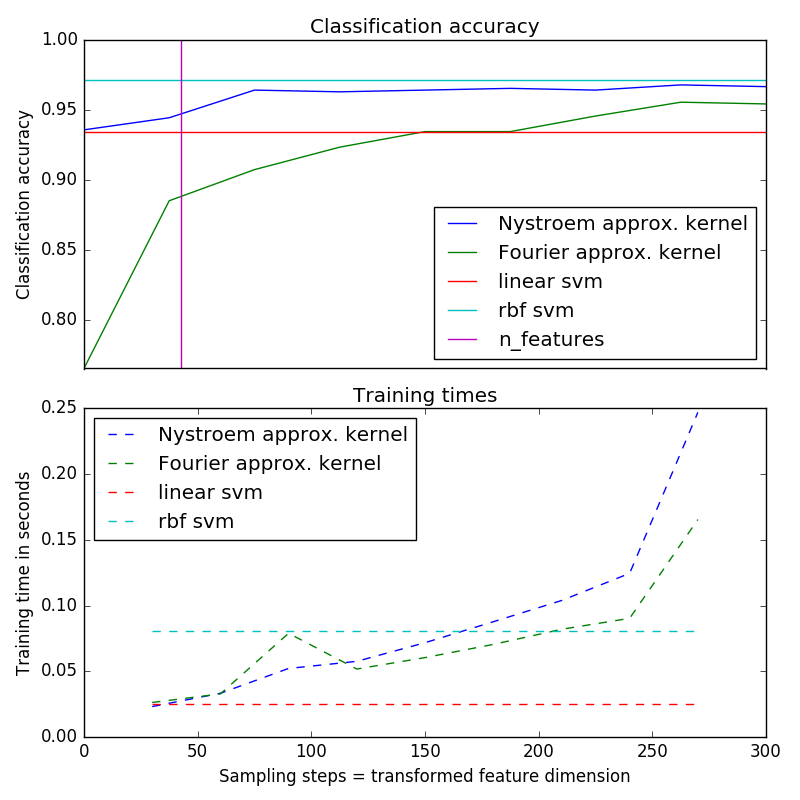 Classification accuracy
1.00
0.95
0.90
0.85
0.80
Classification accuracy
Nystroem approx. kernel
Fourier approx. kernel
linear svm
rbf svm
n_features
Training times
0.25
0.20
0.15
0.10
0.05
0.00
Training time in seconds
Nystroem approx. kernel
Fourier approx. kernel
linear svm
rbf svm
0 50 100 150 200 250 300
Sampling steps = transformed feature dimension